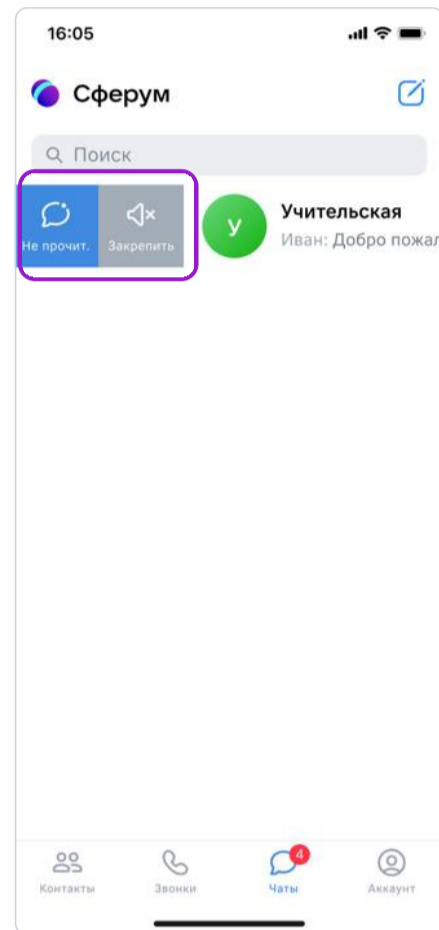 16:05
Сферум
Поиск
Не прочит.
Закрепить
У
Учительская
Иван: Добро пожал
4
Контакты
Звонки
Чаты
Аккаунт